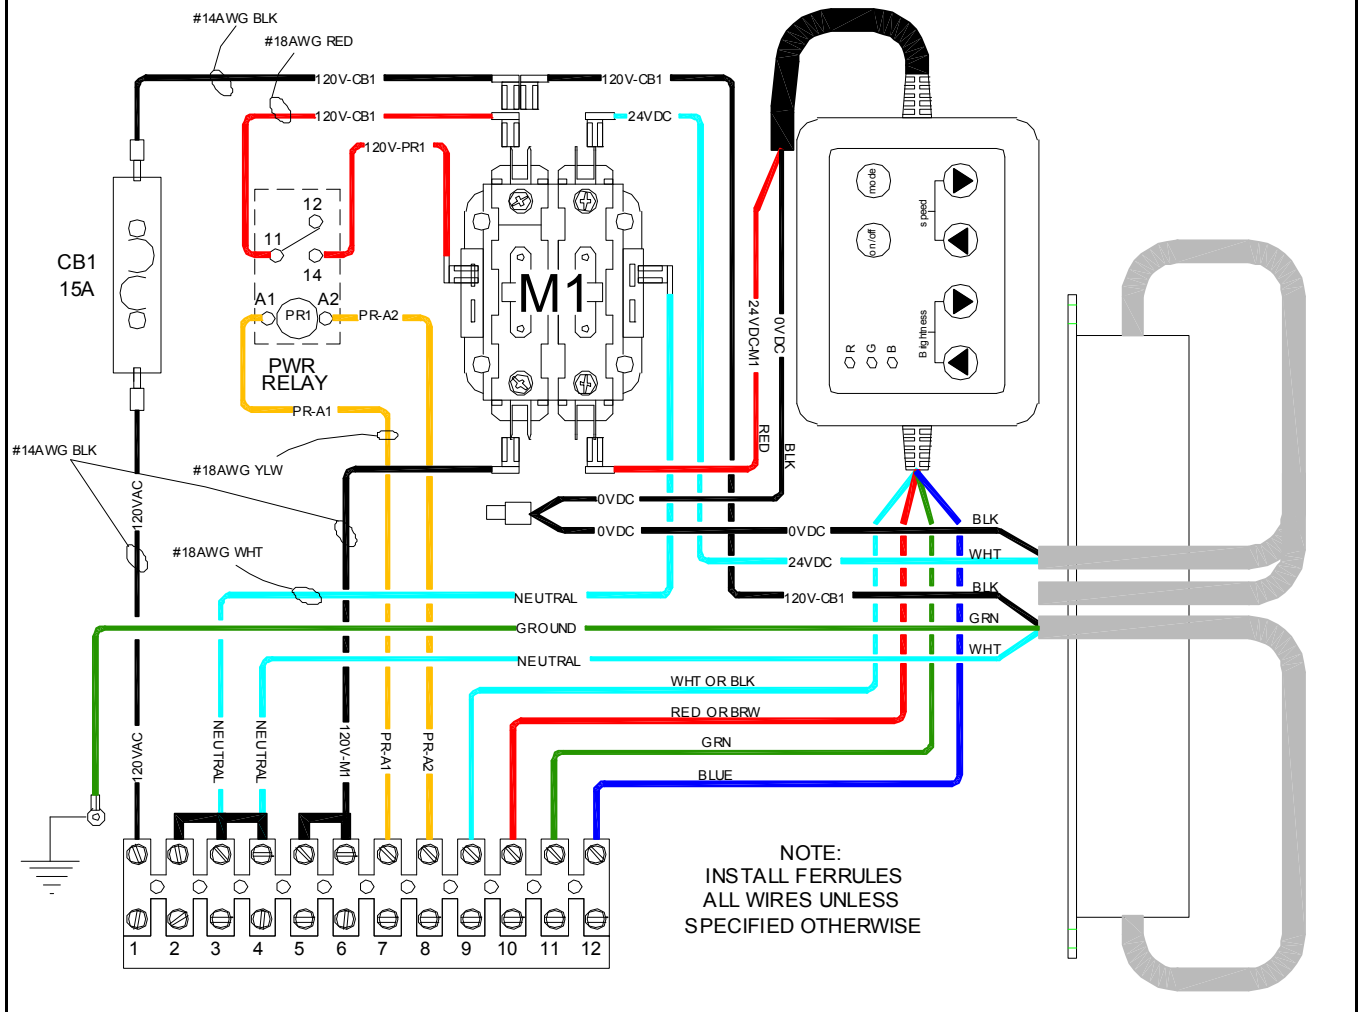 #14AWG BLK
#18AWG RED
120V-CB1
120V-CB1
120V-CB1
24VDC
120V-PR1
mode
speed
on/off
Brightness
R
G
B
12
11
14
CB1
15A
A1
PR1
A2
PR-A2
M1
PWR
RELAY
PR-A1
24VDC-M1
0VDC
RED
BLK
#14AWG BLK
#18AWG YLW
120VAC
0VDC
0VDC
0VDC
BLK
#18AWG WHT
24VDC
WHT
NEUTRAL
120V-CB1
BLK
GROUND
GRN
NEUTRAL
WHT
WHT OR BLK
RED OR BRW
GRN
BLUE
120VAC
NEUTRAL
NEUTRAL
120V-M1
PR-A1
PR-A2
NOTE:
INSTALL FERRULES
ALL WIRES UNLESS
SPECIFIED OTHERWISE
1 2 3 4 5 6 7 8 9 10 11 12